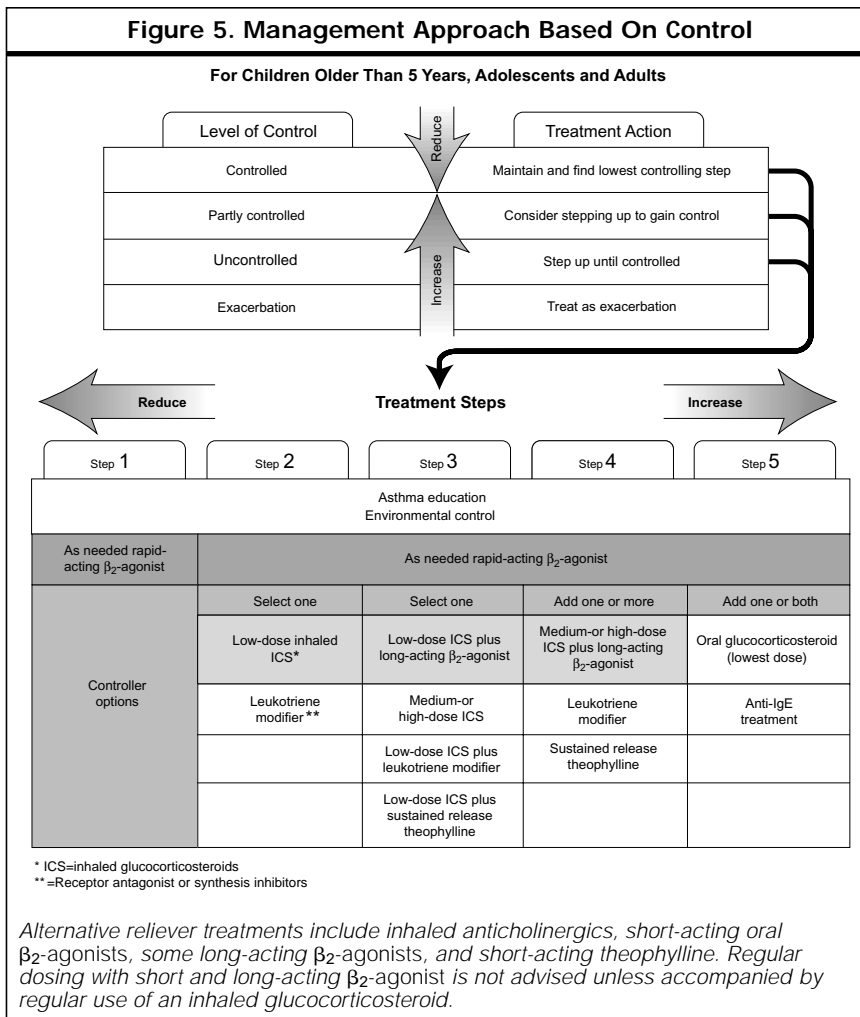 Figure 5. Management Approach Based On Control
For Children Older Than 5 Years, Adolescents and Adults
Level of Control
Reduce
Treatment Action
Controlled
Maintain and find lowest controlling step
Partly controlled
Consider stepping up to gain control
Increase
Uncontrolled
Step up until controlled
Exacerbation
Treat as exacerbation
Reduce
Treatment Steps
Increase
Step 1
Step 2
Step 3
Step 4
Step 5
Asthma education
Environmental control
As needed rapid-
acting β₂-agonist
As needed rapid-acting β₂-agonist
Controller
options
Select one
Select one
Add one or more
Add one or both
Low-dose inhaled
ICS*
Low-dose ICS plus
long-acting β₂-agonist
Medium-or high-dose
ICS plus long-acting
β₂-agonist
Oral glucocorticosteroid
(lowest dose)
Leukotriene
modifier **
Medium-or
high-dose ICS
Leukotriene
modifier
Anti-IgE
treatment
Low-dose ICS plus
leukotriene modifier
Sustained release
theophylline
Low-dose ICS plus
sustained release
theophylline
* ICS=inhaled glucocorticosteroids
** =Receptor antagonist or synthesis inhibitors
Alternative reliever treatments include inhaled anticholinergics, short-acting oral
β₂-agonists, some long-acting β₂-agonists, and short-acting theophylline. Regular
dosing with short and long-acting β₂-agonist is not advised unless accompanied by
regular use of an inhaled glucocorticosteroid.